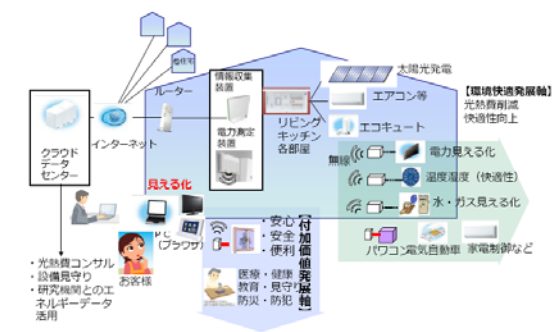 他住宅
情報収集
装置
ルーター
電力測定
装置
インターネット
クラウド
データ
センター
リビング
キッチン
各部屋
太陽光発電
エアコン等
エコキュート
【環境快適発展軸】
光熱費削減
快適性向上
無線
電力見える化
温度湿度（快適性）
水・ガス見える化
パワコン
電気自動車
家電制御など
見える化
ＰＣ
（ブラウザ）
お客様
・安心
・安全
・便利
【付加価値発展軸】
医療・健康
教育・見守り
防災・防犯
・光熱費コンサル
・設備見守り
・研究機関とのエ
ネルギーデータ
活用